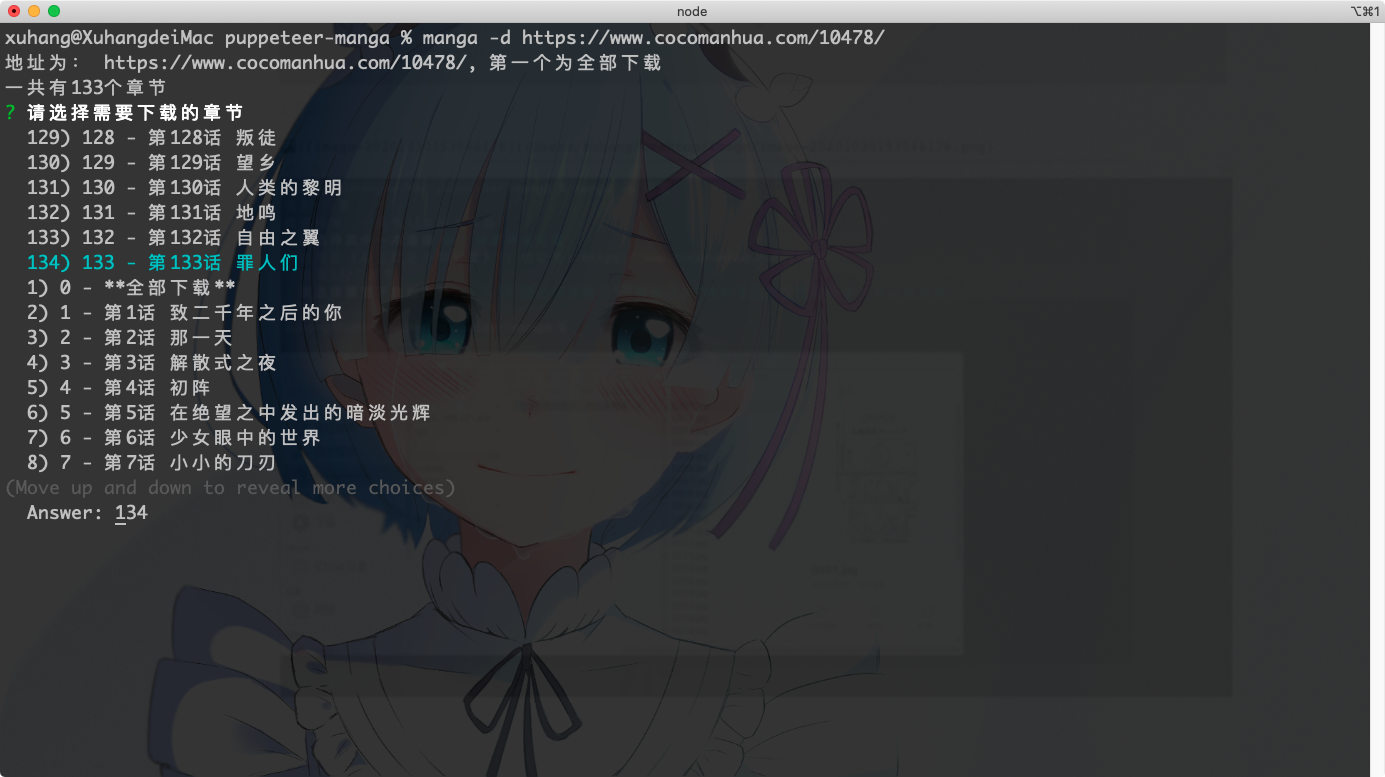 node
⌥⌘1
xuhang@XuhangdeiMac puppeteer-manga % manga -d https://www.cocomanhua.com/10478/
地址为： https://www.cocomanhua.com/10478/，第一个为全部下载
一共有133个章节
? 请选择需要下载的章节
129) 128 - 第128话 叛徒
130) 129 - 第129话 望乡
131) 130 - 第130话 人类的黎明
132) 131 - 第131话 地鸣
133) 132 - 第132话 自由之翼
134) 133 - 第133话 罪人们
1) 0 - **全部下载**
2) 1 - 第1话 致二千年之后的你
3) 2 - 第2话 那一天
4) 3 - 第3话 解散式之夜
5) 4 - 第4话 初阵
6) 5 - 第5话 在绝望之中发出的暗淡光辉
7) 6 - 第6话 少女眼中的世界
8) 7 - 第7话 小小的刀刃
(Move up and down to reveal more choices)
Answer: 134